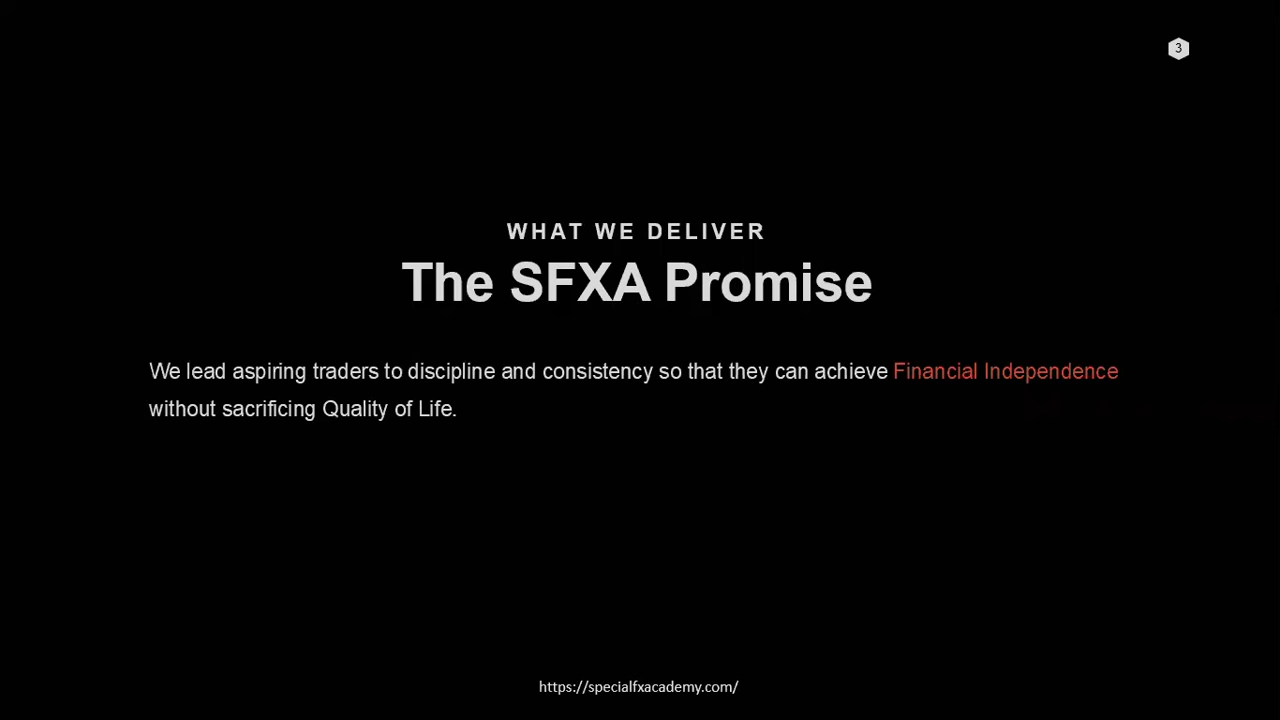 3
WHAT WE DELIVER
The SFXA Promise
We lead aspiring traders to discipline and consistency so that they can achieve Financial Independence
without sacrificing Quality of Life.
https://specialfxacademy.com/